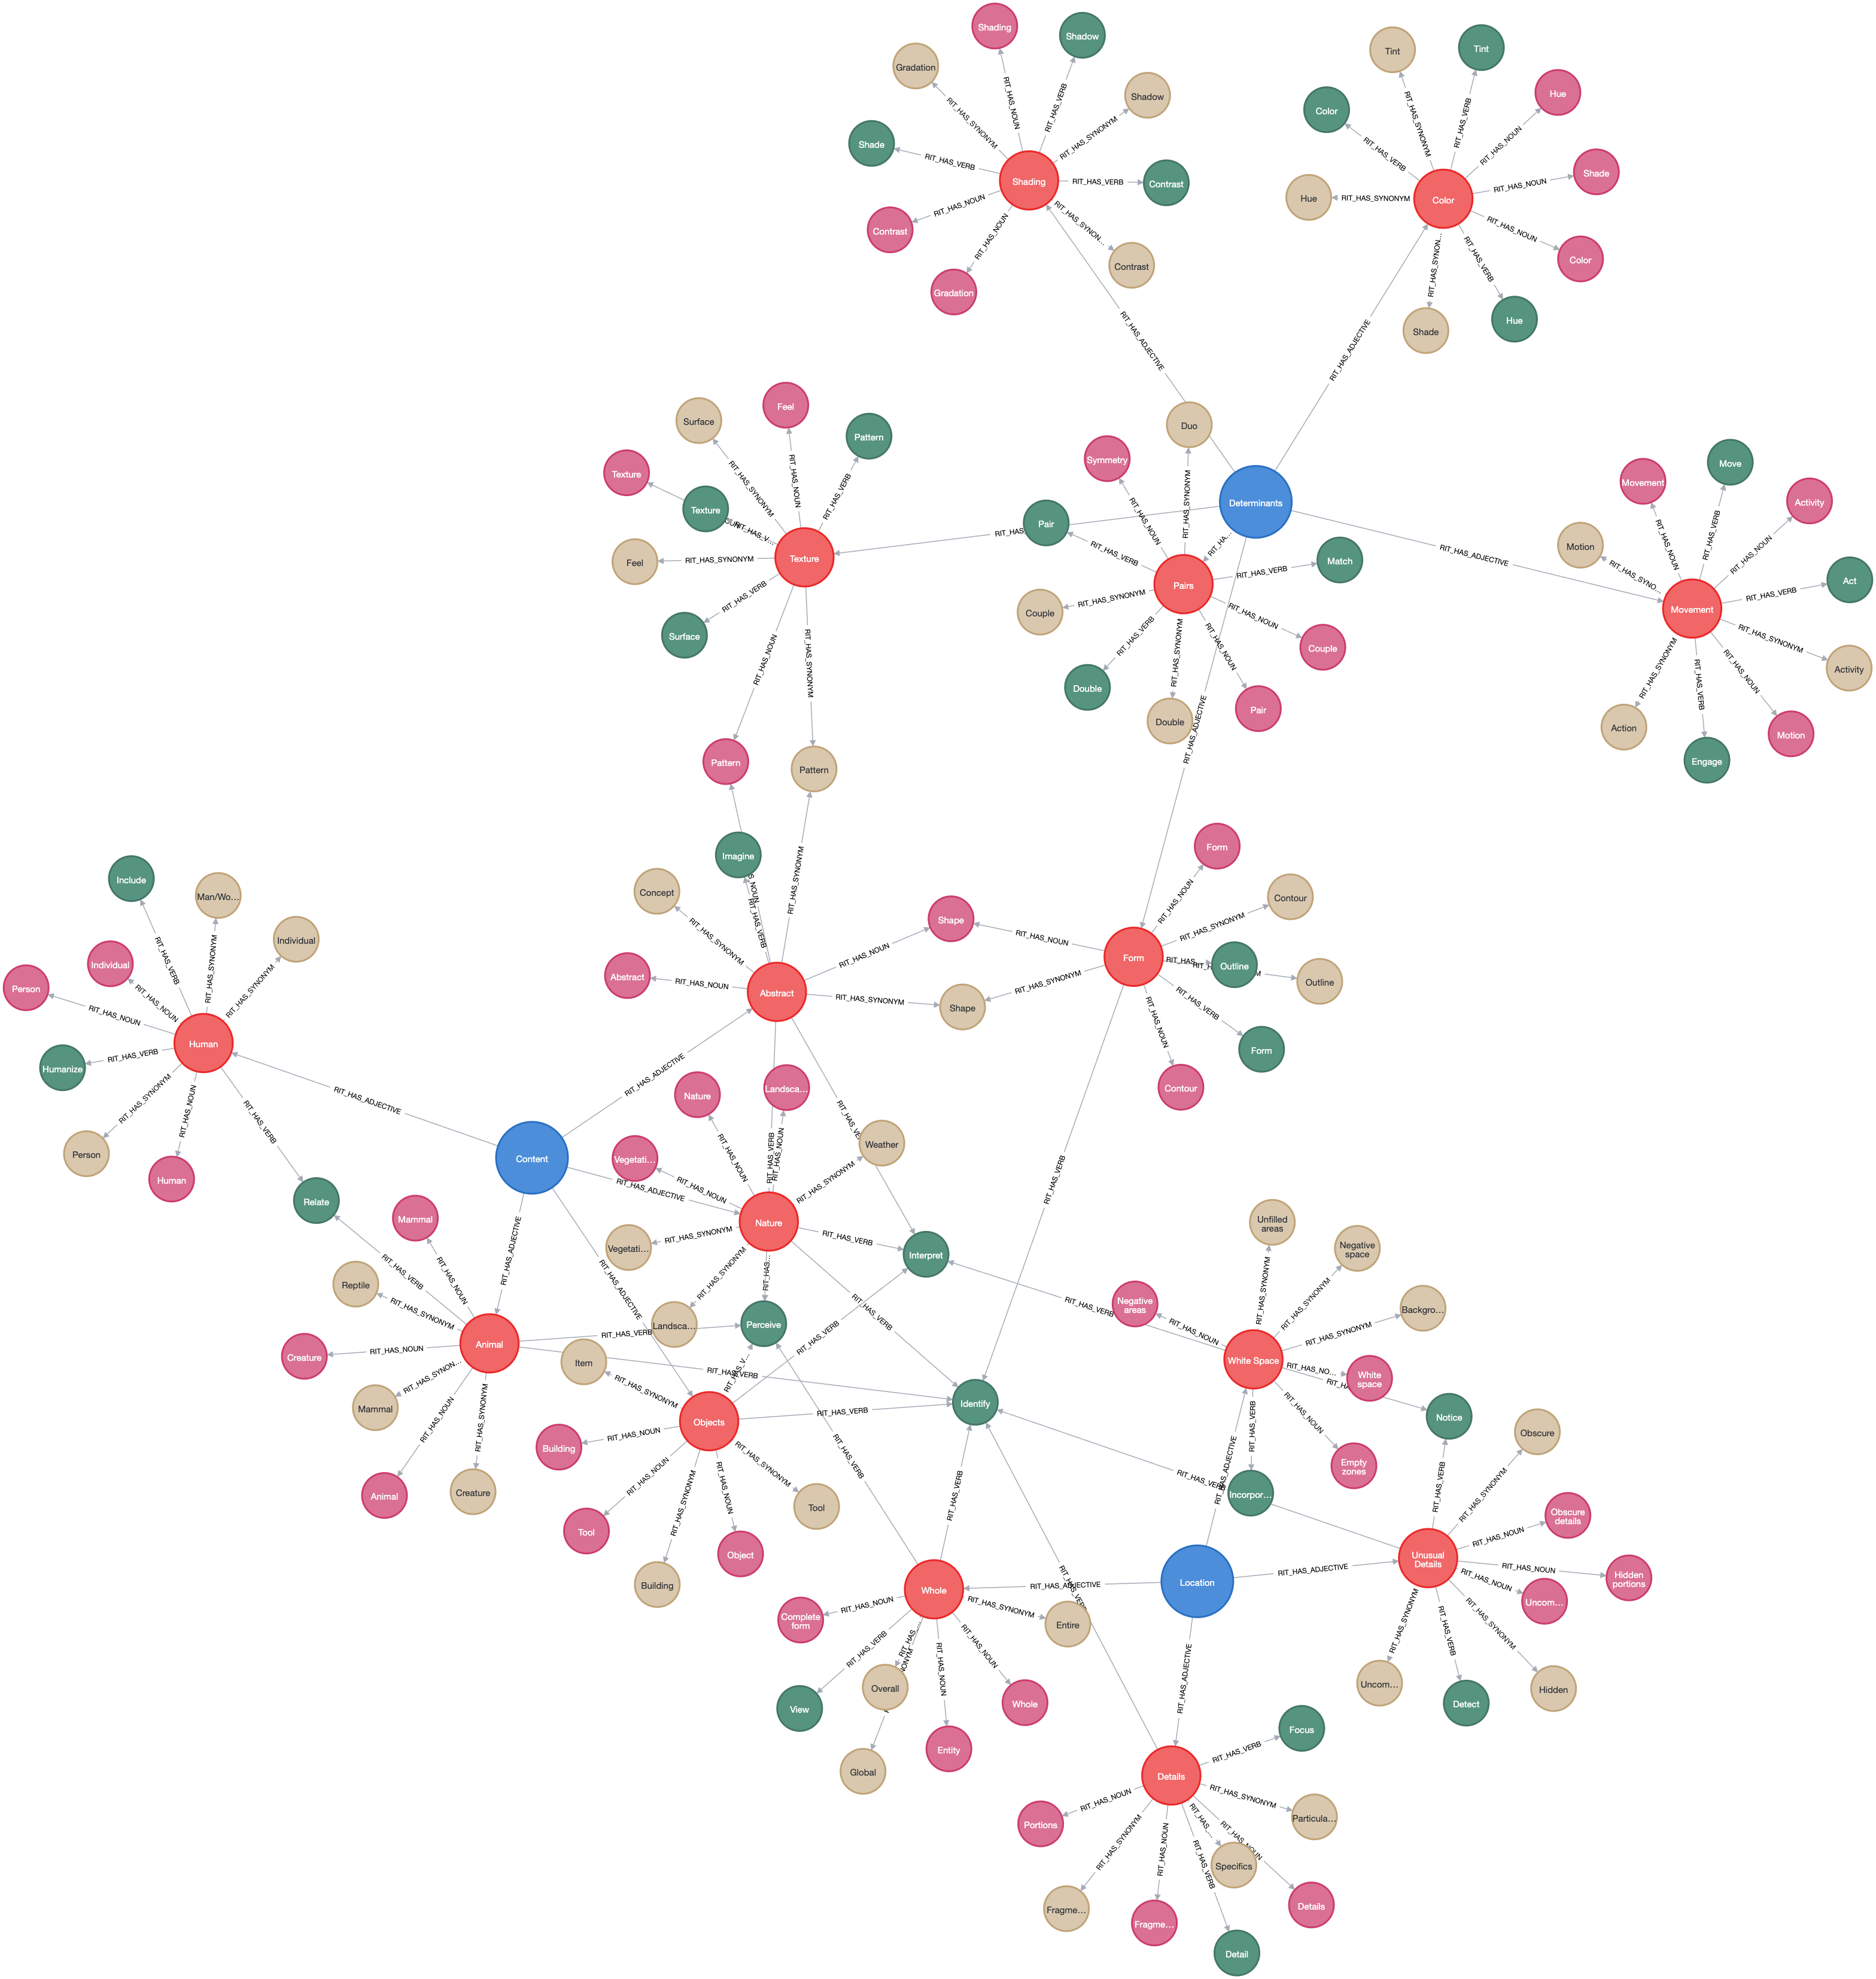 Shading
Shadow
Gradation
Shadow
Shade
Contrast
Shading
Contrast
Contrast
Gradation
RIT_HAS_NOUN
RIT_HAS_VERB
RIT_HAS_SYNONYM
RIT_HAS_SYNONYM
RIT_HAS_VERB
RIT_HAS_VERB
RIT_HAS_NOUN
RIT_HAS_SYNON...
RIT_HAS_NOUN
RIT_HAS_ADJECTIVE
Tint
Tint
Hue
Color
Shade
Hue
Color
Color
Hue
Shade
RIT_HAS_SYNONYM
RIT_HAS_VERB
RIT_HAS_NOUN
RIT_HAS_VERB
RIT_HAS_NOUN
RIT_HAS_SYNONYM
RIT_HAS_NOUN
RIT_HAS_SYNON...
RIT_HAS_VERB
RIT_HAS_ADJECTIVE
Feel
Surface
Pattern
Texture
Texture
Feel
Texture
Surface
Pattern
Pattern
RIT_HAS_SYNONYM
RIT_HAS_NOUN
RIT_HAS_VERB
RIT_HAS_SYNONYM
RIT_HAS_VERB
RIT_HAS_NOUN
RIT_HAS_SYNONYM
Duo
Symmetry
Determinants
Pair
Match
Pairs
Couple
Couple
Double
Double
Pair
RIT_HAS_SYNONYM
RIT_HAS_NOUN
RIT_HA...
RIT_HAS_VERB
RIT_HAS_VERB
RIT_HAS_SYNONYM
RIT_HAS_NOUN
RIT_HAS_VERB
RIT_HAS_SYNONYM
RIT_HAS_NOUN
RIT_HAS_ADJECTIVE
RIT_HAS_ADJECTIVE
Move
Movement
Activity
Motion
Act
Movement
Activity
Action
Motion
Engage
RIT_HAS_NOUN
RIT_HAS_VERB
RIT_HAS_NOUN
RIT_HAS_SYNO...
RIT_HAS_VERB
RIT_HAS_SYNONYM
RIT_HAS_SYNONYM
RIT_HAS_VERB
RIT_HAS_NOUN
Imagine
Concept
Shape
Abstract
Abstract
Shape
RIT_HAS_SYNONYM
RIT_HAS_VERB
RIT_HAS_SYNONYM
RIT_HAS_NOUN
RIT_HAS_NOUN
RIT_HAS_SYNONYM
RIT_HAS_ADJECTIVE
Form
Contour
Form
Outline
Outline
Form
Contour
RIT_HAS_NOUN
RIT_HAS_SYNONYM
RIT_HAS_NOUN
RIT_HAS_SYNONYM
RIT_HAS_VERB
RIT_HAS_NOUN
RIT_HAS_VERB
Include
Man/Wo...
Individual
Individual
Person
Human
Humanize
Person
Human
Relate
RIT_HAS_VERB
RIT_HAS_SYNONYM
RIT_HAS_SYNONYM
RIT_HAS_NOUN
RIT_HAS_NOUN
RIT_HAS_VERB
RIT_HAS_SYNONYM
RIT_HAS_NOUN
RIT_HAS_VERB
RIT_HAS_ADJECTIVE
Content
Nature
Landsca...
Weather
Vegetati...
Nature
Vegetati...
Interpret
Landsca...
Perceive
RIT_HAS_NOUN
RIT_HAS_VERB
RIT_HAS_NOUN
RIT_HAS_NOUN
RIT_HAS_SYNONYM
RIT_HAS_ADJECTIVE
RIT_HAS_SYNONYM
RIT_HAS_VERB
RIT_HAS_SYNONYM
RIT_HAS...
RIT_HAS_VERB
Mammal
Reptile
Creature
Animal
Mammal
Animal
Creature
RIT_HAS_ADJECTIVE
RIT_HAS_VERB
RIT_HAS_NOUN
RIT_HAS_SYNONYM...
RIT_HAS_NOUN
RIT_HAS_SYNON...
RIT_HAS_NOUN
RIT_HAS_SYNONYM
RIT_HAS_VERB
RIT_HAS_VERB
Item
Objects
Building
Tool
Tool
Object
Building
Identify
RIT_HAS_ADJECTIVE
RIT_HAS_V...
RIT_HAS_VERB
RIT_HAS_SYNONYM
RIT_HAS_VERB
RIT_HAS_NOUN
RIT_HAS_NOUN
RIT_HAS_SYNONYM
RIT_HAS_NOUN
RIT_HAS_SYNONYM
Unfilled
areas
Negative
space
Negative
areas
Backgro...
White Space
White
space
Notice
Empty
zones
Incorpor...
RIT_HAS_SYNONYM
RIT_HAS_SYNONYM
RIT_HAS_VERB
RIT_HAS_NOUN
RIT_HAS_SYNONYM
RIT_HAS_NO...
RIT_HAS_NOUN
RIT_HAS_VERB
RIT_HAS_ADJECTIVE
Obscure
Obscure
details
Unusual
Details
Hidden
portions
Uncom...
Uncom...
Detect
Hidden
RIT_HAS_VERB
RIT_HAS_VERB
RIT_HAS_SYNONYM
RIT_HAS_NOUN
RIT_HAS_NOUN
RIT_HAS_NOUN
RIT_HAS_SYNONYM
RIT_HAS_VERB
RIT_HAS_SYNONYM
RIT_HAS_ADJECTIVE
Location
Whole
Complete
form
Entire
View
Overall
Whole
Entity
Global
RIT_HAS_VERB
RIT_HAS_VERB
RIT_HAS_ADJECTIVE
RIT_HAS_NOUN
RIT_HAS_SYNONYM
RIT_HAS_VERB
RIT_HAS_...
RIT_HAS_NOUN
RIT_HAS_NOUN
RIT_HAS_ADJECTIVE
Focus
Details
Portions
Particula...
Specifics
Fragme...
Fragme...
Details
Detail
RIT_HAS_VERB
RIT_HAS_NOUN
RIT_HAS_SYNONYM
RIT_HAS_SYNONYM
RIT_HAS_NOUN
RIT_HAS_...
RIT_HAS_NOUN
RIT_HAS_VERB